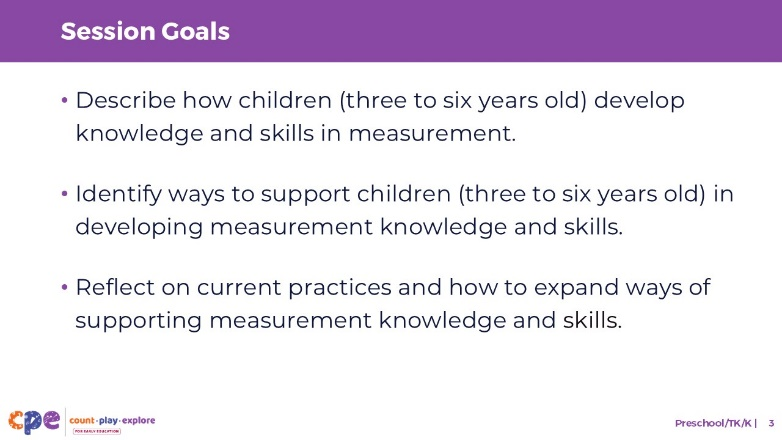 Session Goals
• Describe how children (three to six years old) develop
knowledge and skills in measurement.
• Identify ways to support children (three to six years old) in
developing measurement knowledge and skills.
• Reflect on current practices and how to expand ways of
supporting measurement knowledge and skills.
cpe
count·play·explore
FOR EARLY EDUCATION
Preschool/TK/K | 3